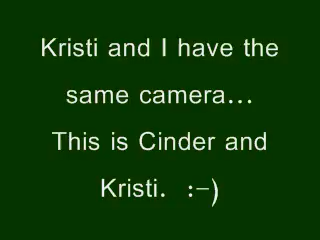 Kristi and I have the
same camera...
This is Cinder and
Kristi. :-)